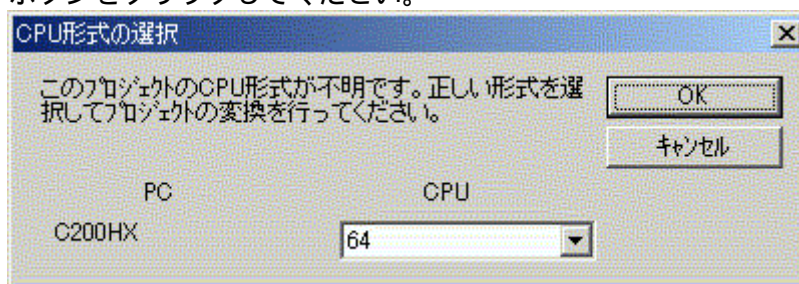 ボタンをクリックしてください。
CPU形式の選択
このﾌﾟﾛｼﾞｪｸﾄのCPU形式が不明です。正しい形式を選
択してﾌﾟﾛｼﾞｪｸﾄの変換を行ってください。
OK
ｷｬﾝｾﾙ
PC
CPU
C200HX
64